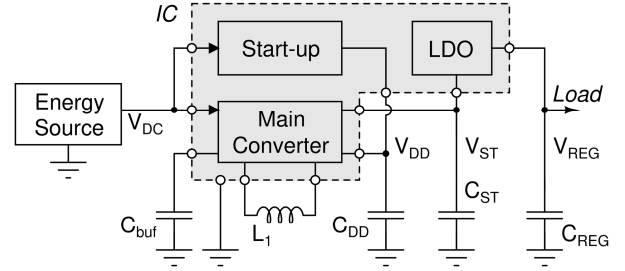 IC
Start-up
LDO
Energy
Source
V_DC
Main
Converter
Load
V_DD
V_ST
V_REG
C_buf
L_1
C_DD
C_ST
C_REG